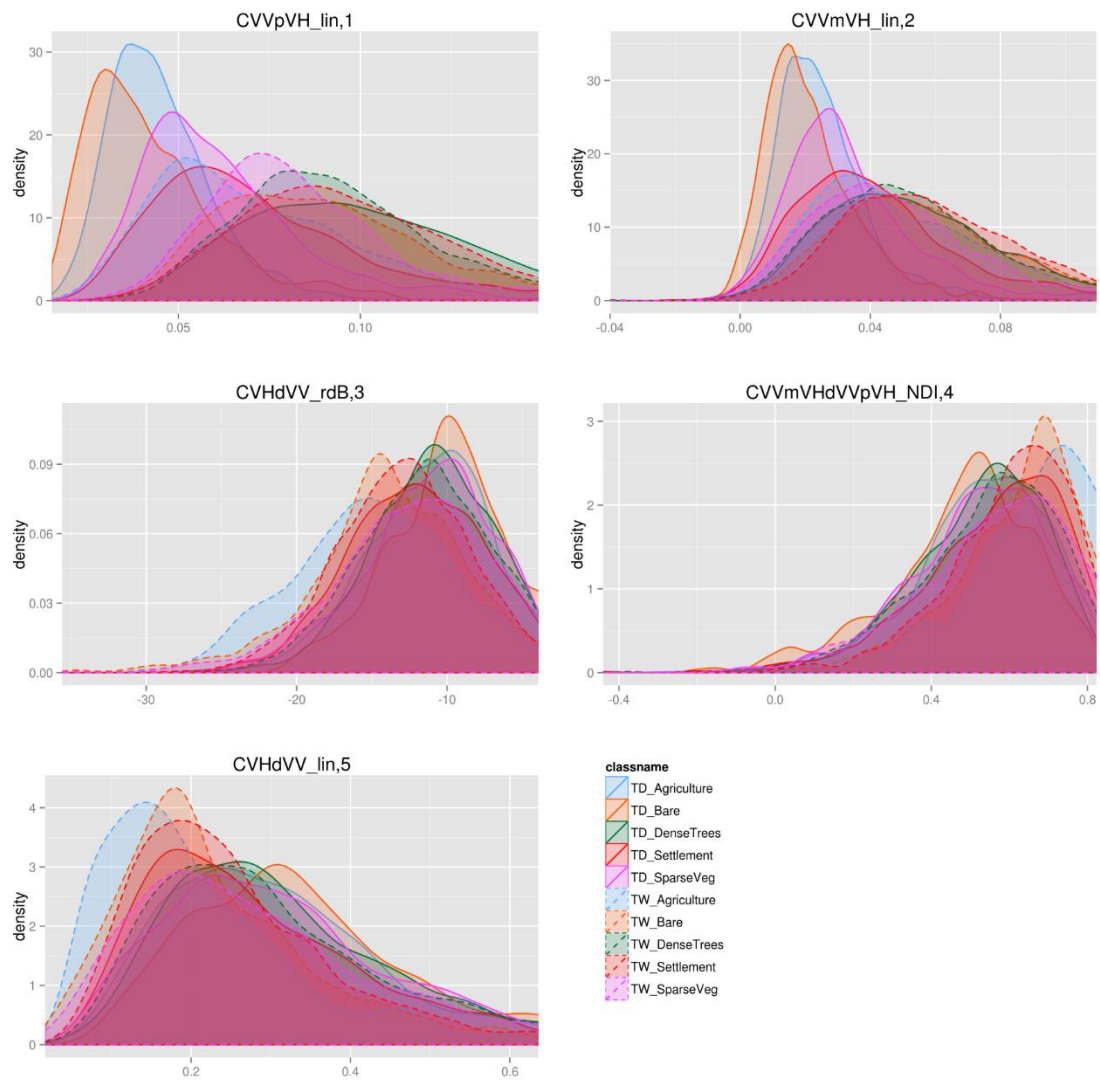 CVVpVH_lin,1
density
30
20
10
0
0.05 0.10
CVVmVH_lin,2
density
30
20
10
0
-0.04 0.00 0.04 0.08
CVHdVV_rdB,3
density
0.09
0.06
0.03
0.00
-30 -20 -10
CVVmVHdVVpVH_NDI,4
density
3
2
1
0
-0.4 0.0 0.4 0.8
CVHdVV_lin,5
density
4
3
2
1
0
0.2 0.4 0.6
classname
TD_Agriculture
TD_Bare
TD_DenseTrees
TD_Settlement
TD_SparseVeg
TW_Agriculture
TW_Bare
TW_DenseTrees
TW_Settlement
TW_SparseVeg